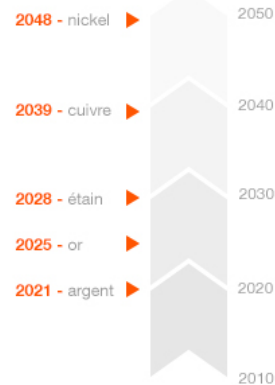 2048 - nickel
2050
2039 - cuivre
2040
2028 - étain
2030
2025 - or
2021 - argent
2020
2010